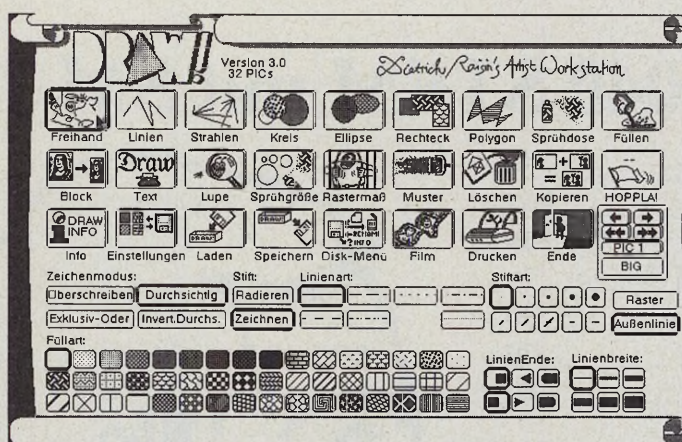 DRAW!!
Version 3.0
32 PICs
Dietrich Raisin's Artist Workstation
Freihand Linien Strahlen Kreis Ellipse Rechteck Polygon Sprühdose Füllen
Draw
Block Text Lupe Sprühgröße Rastermaß Muster Löschen Kopieren HOPPLA!
DRAW
INFO
Info Einstellungen Laden Speichern Disk-Menü Film Drucken Ende
PIC 1
BIG
Zeichenmodus: Stift: Linienart: Stiftart:
Überschreiben Durchsichtig Radieren Raster
Exklusiv-Oder Invert.Durchs. Zeichnen Außenlinie
Füllart:
LinienEnde: Linienbreite: